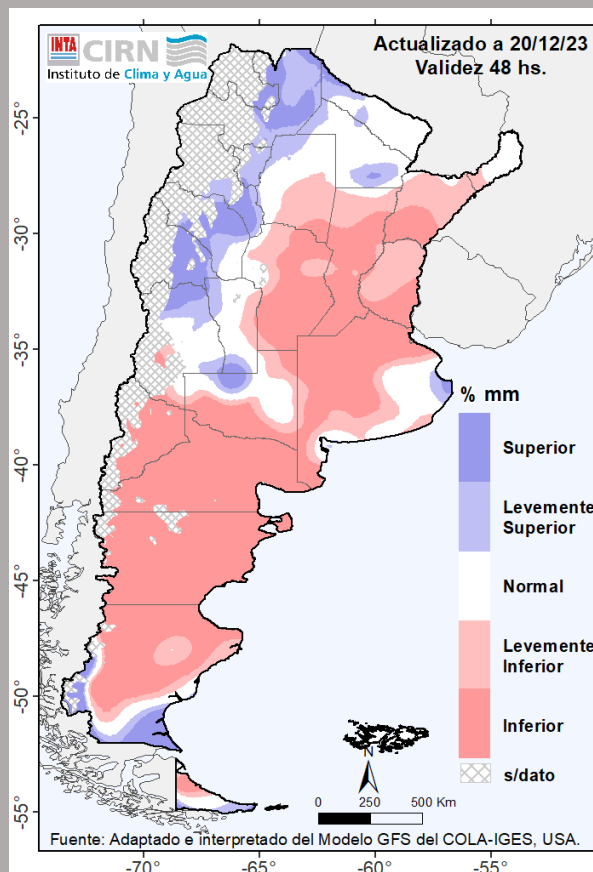 INTA CIRN
Instituto de Clima y Agua
Actualizado a 20/12/23
Validez 48 hs.
-25°
-30°
-35°
-40°
-45°
-50°
-55°
% mm
Superior
Levemente
Superior
Normal
Levemente
Inferior
Inferior
s/dato
N
0 250 500 Km
Fuente: Adaptado e interpretado del Modelo GFS del COLA-IGES, USA.
-70° -65° -60° -55°